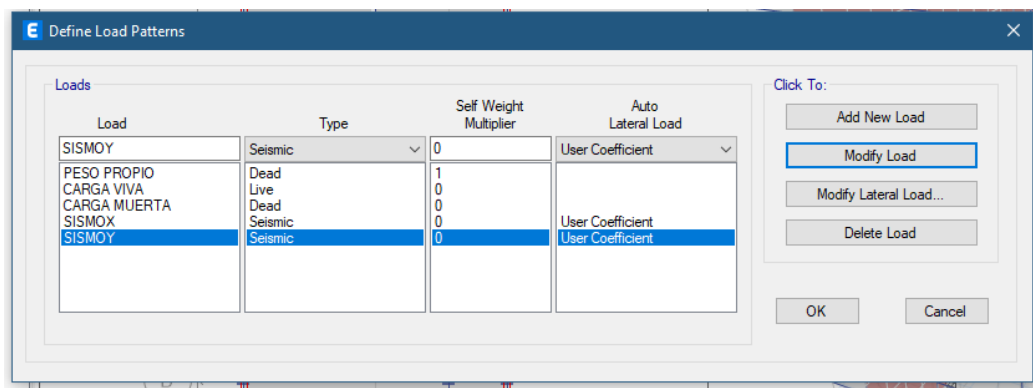 E Define Load Patterns
Loads
Click To:
Load Type Self Weight Multiplier Auto Lateral Load
SISMOY Seismic 0 User Coefficient
PESO PROPIO Dead 1
CARGA VIVA Live 0
CARGA MUERTA Dead 0
SISMOX Seismic 0 User Coefficient
SISMOY Seismic 0 User Coefficient
Add New Load
Modify Load
Modify Lateral Load...
Delete Load
OK Cancel